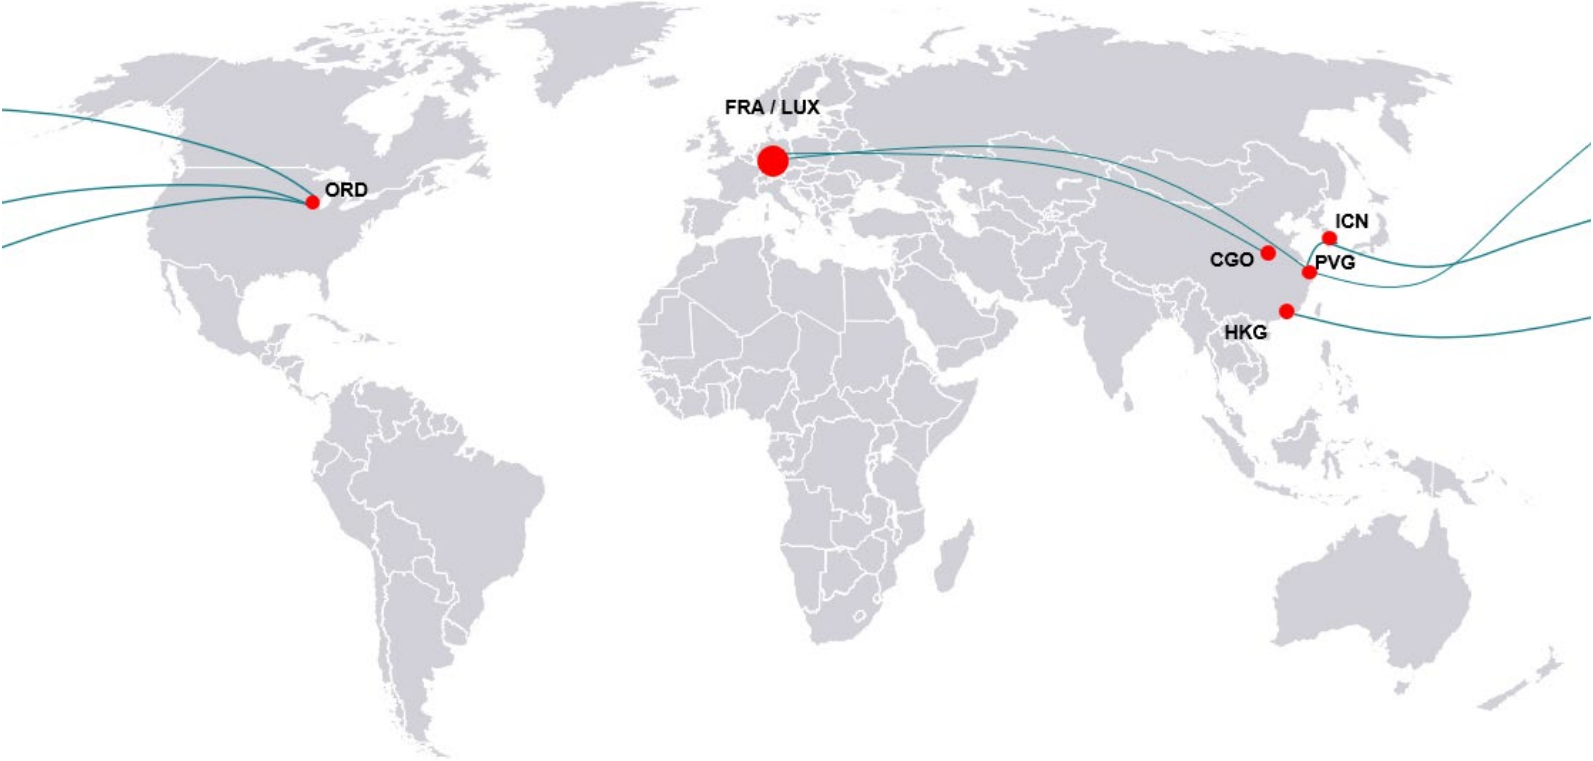 FRA / LUX
ORD
ICN
CGO
PVG
HKG